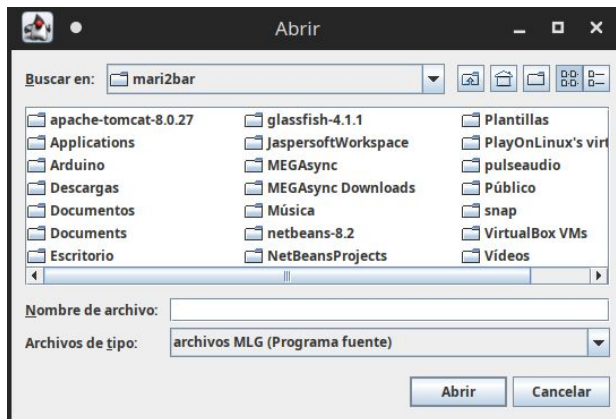 Abrir
Buscar en: mari2bar
apache-tomcat-8.0.27 glassfish-4.1.1 Plantillas
Applications JaspersoftWorkspace PlayOnLinux's virt
Arduino MEGAsync pulseaudio
Descargas MEGAsync Downloads Público
Documentos Música snap
Documents netbeans-8.2 VirtualBox VMs
Escritorio NetBeansProjects Vídeos
Nombre de archivo:
Archivos de tipo: archivos MLG (Programa fuente)
Abrir Cancelar